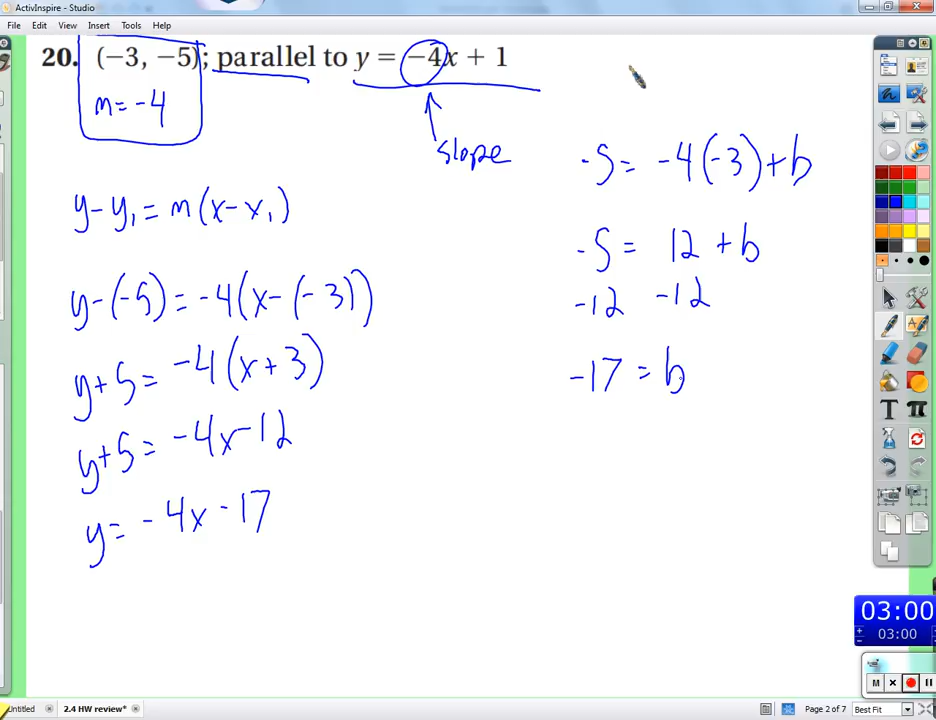 ActivInspire - Studio
File Edit View Insert Tools Help
20. (−3, −5); parallel to y = −4x + 1
m = -4
slope
y-y₁ = m(x-x₁)
y-(-5) = -4(x-(-3))
y+5 = -4(x+3)
y+5 = -4x-12
y = -4x-17
-5 = -4(-3)+b
-5 = 12 +b
-12 -12
-17 = b
03:00
03:00
Untitled 2.4 HW review* Page 2 of 7 Best Fit